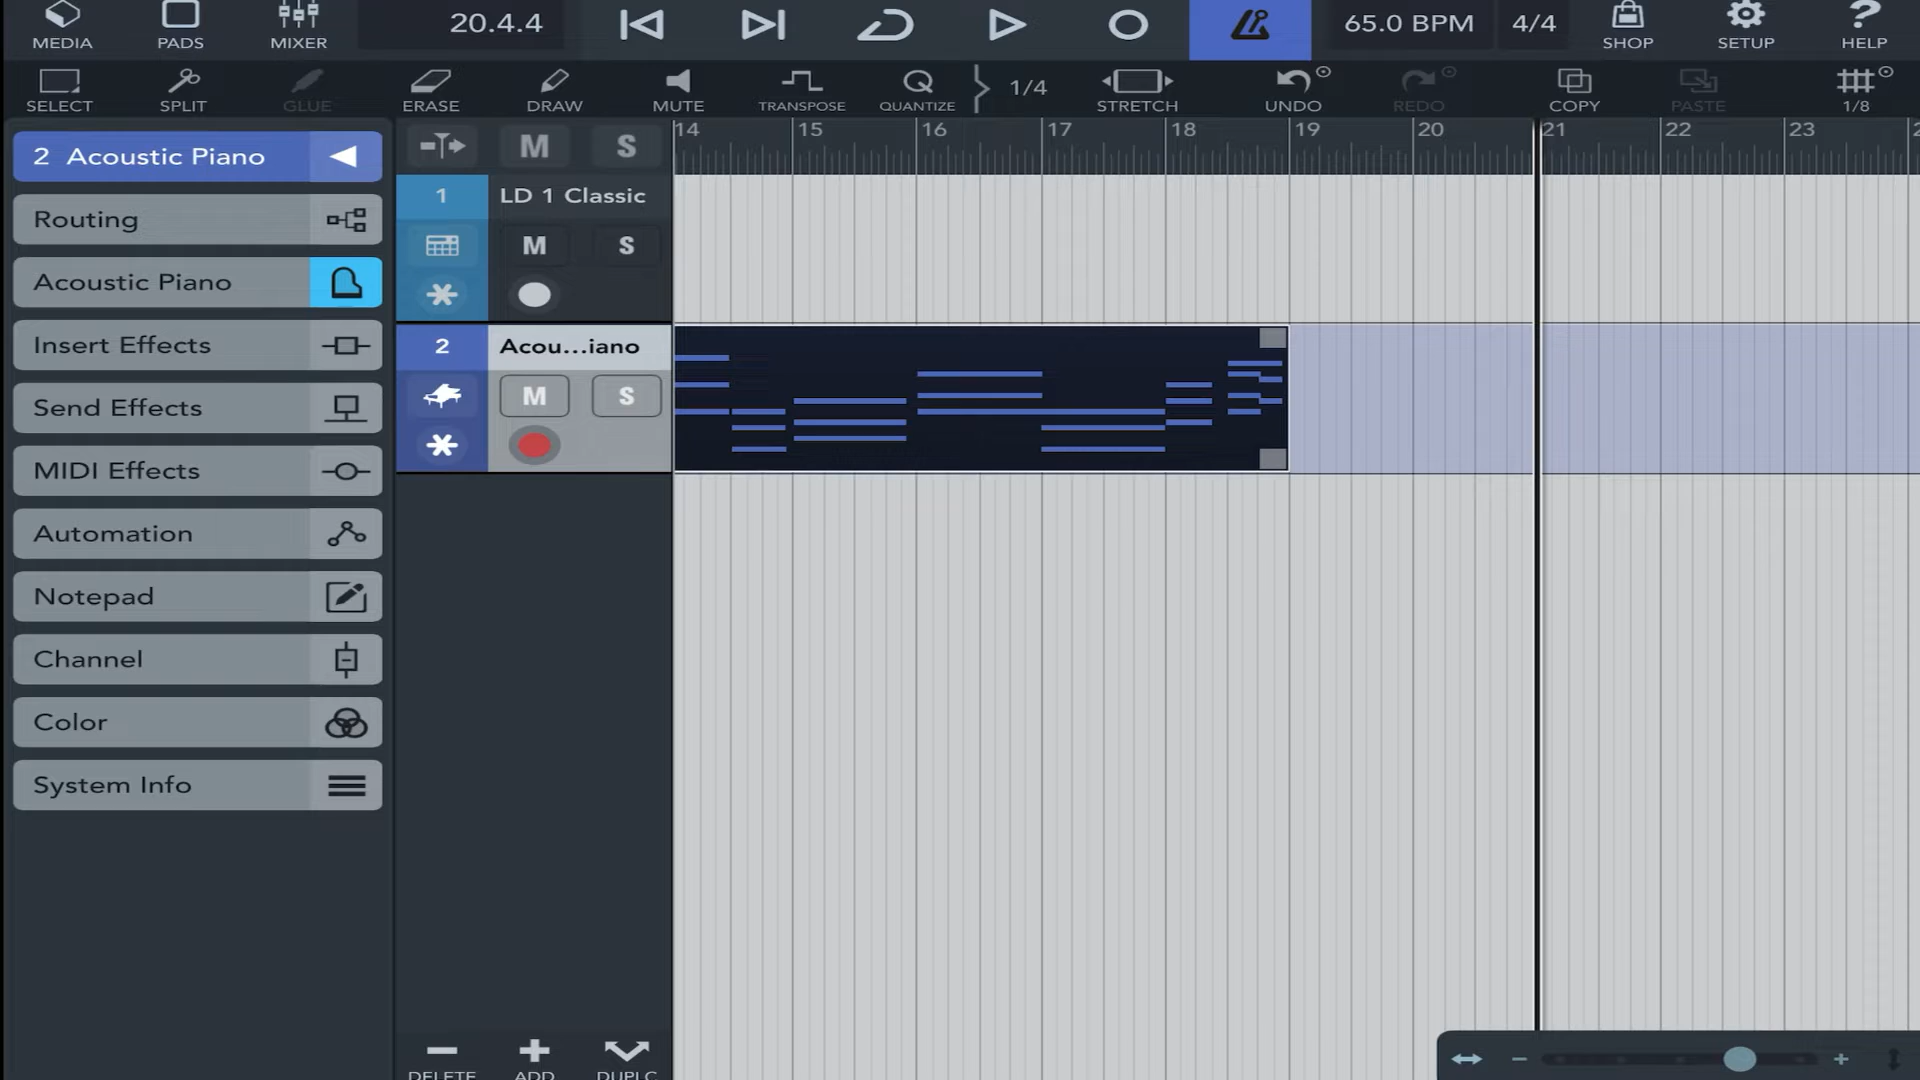 MEDIA PADS MIXER 20.4.4 65.0 BPM 4/4 SHOP SETUP HELP
SELECT SPLIT GLUE ERASE DRAW MUTE TRANSPOSE QUANTIZE 1/4 STRETCH UNDO REDO COPY PASTE 1/8
2 Acoustic Piano
Routing
Acoustic Piano
Insert Effects
Send Effects
MIDI Effects
Automation
Notepad
Channel
Color
System Info
M S
14 15 16 17 18 19 20 21 22 23
1 LD 1 Classic
M S
2 Acou...iano
M S
DELETE ADD DUPLC